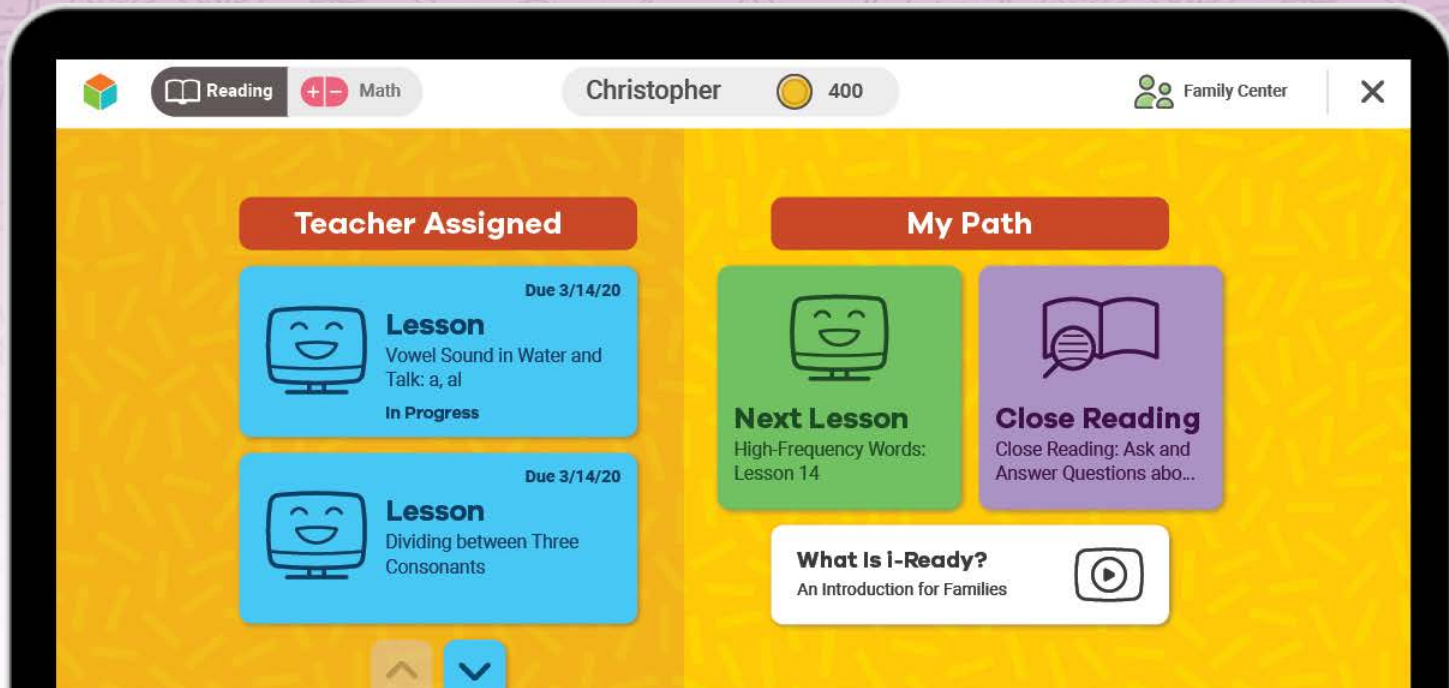 Reading
Math
Christopher
400
Family Center
Teacher Assigned
Due 3/14/20
Lesson
Vowel Sound in Water and
Talk: a, al
In Progress
Due 3/14/20
Lesson
Dividing between Three
Consonants
My Path
Next Lesson
High-Frequency Words:
Lesson 14
Close Reading
Close Reading: Ask and
Answer Questions abo...
What Is i-Ready?
An Introduction for Families